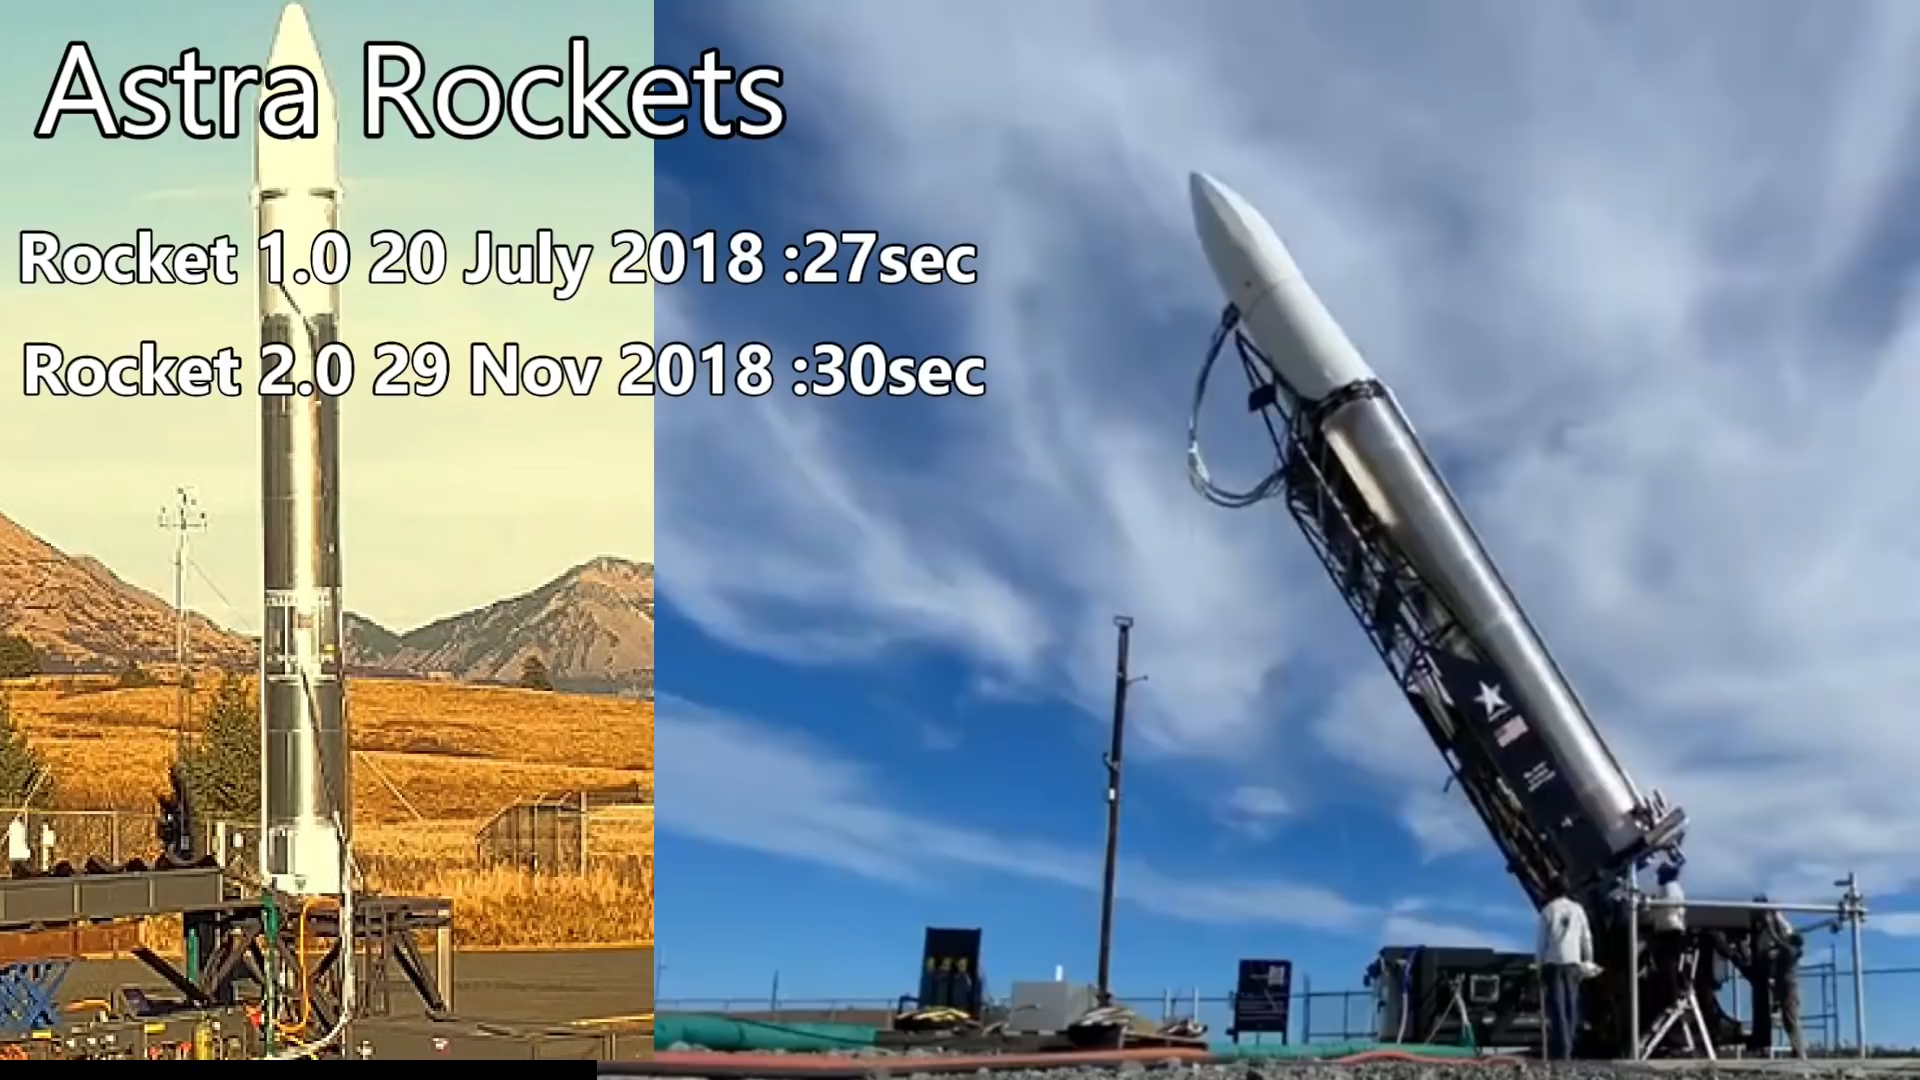 Astra Rockets
Rocket 1.0 20 July 2018 :27sec
Rocket 2.0 29 Nov 2018 :30sec